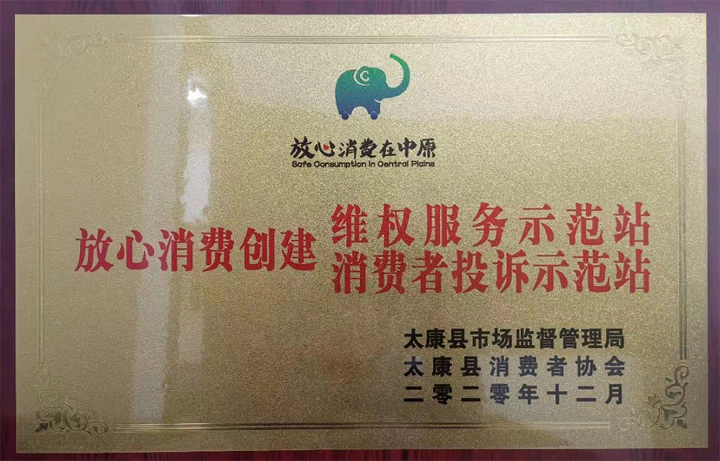 放心消费在中原
Safe Consumption in Central Plains
放心消费创建
维权服务示范站
消费者投诉示范站
太康县市场监督管理局
太康县消费者协会
二零二零年十二月